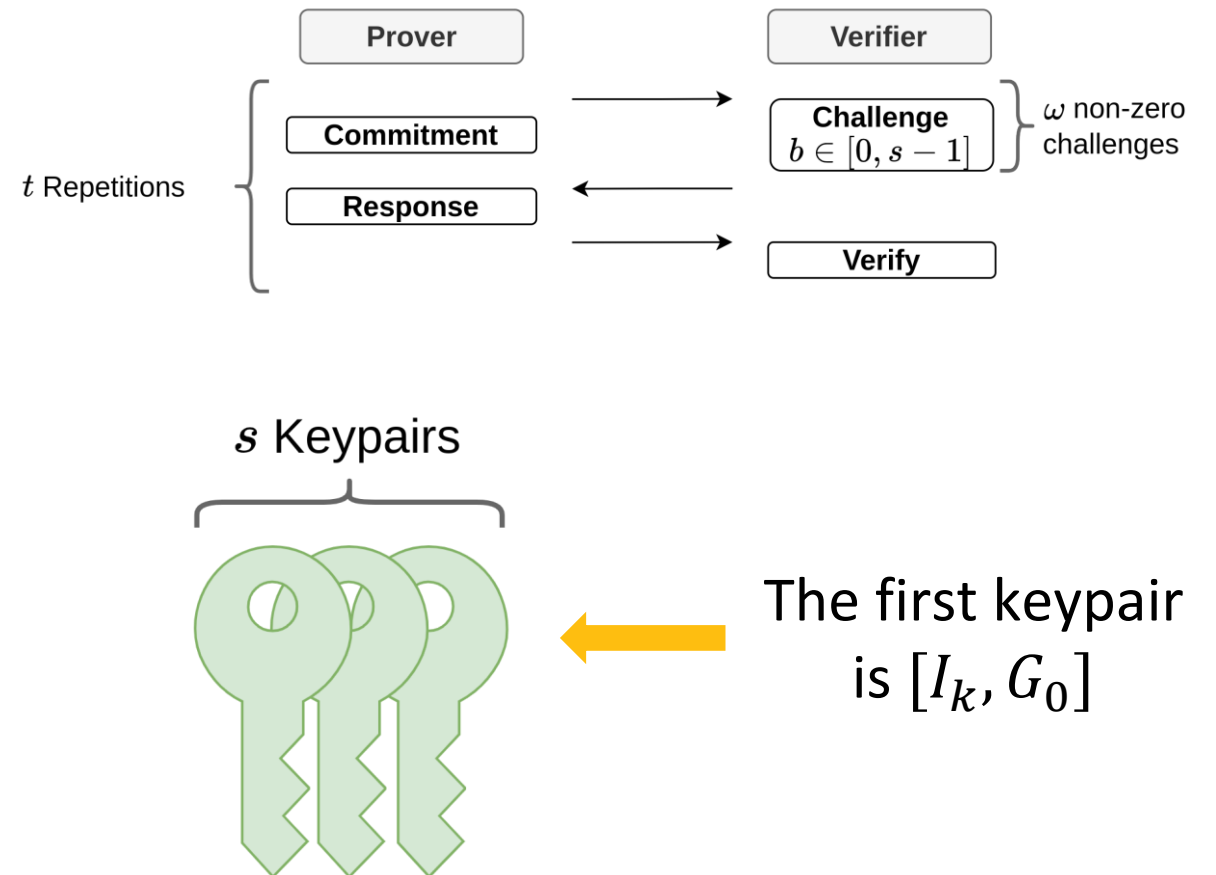 Prover
Verifier
t Repetitions
Commitment
Response
Challenge
b ∈ [0, s − 1]
Verify
ω non-zero
challenges
s Keypairs
The first keypair
is [I_k, G_0]